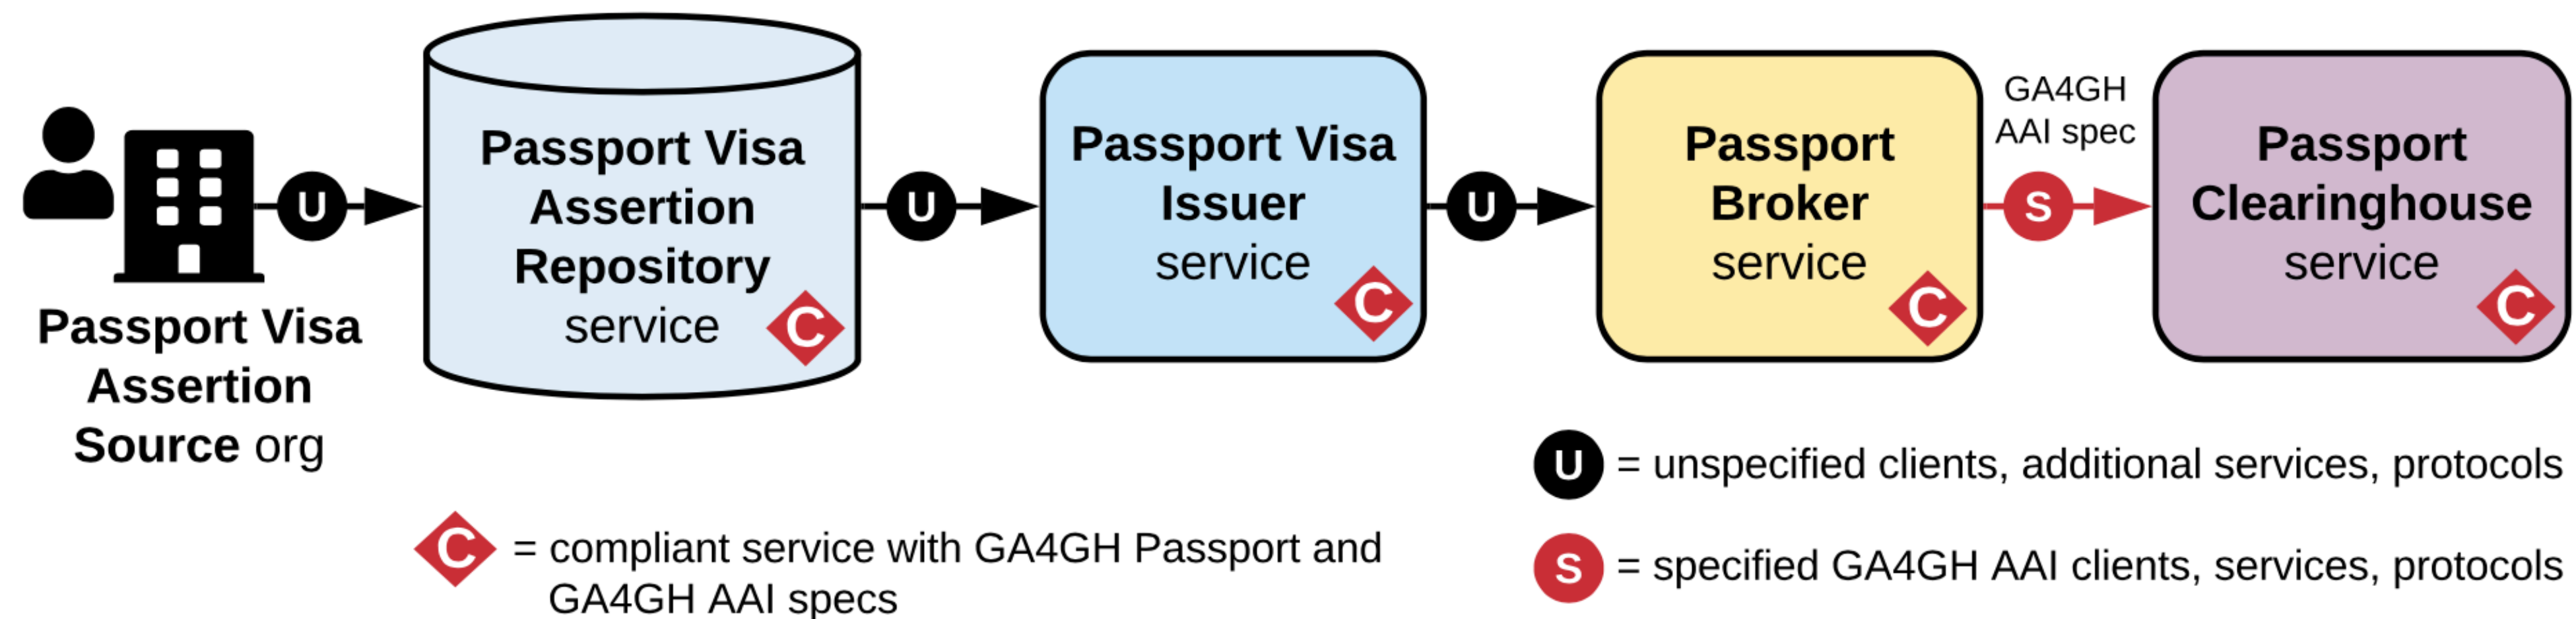 Passport Visa
Assertion
Source org
U
Passport Visa
Assertion
Repository
service
C
U
Passport Visa
Issuer
service
C
U
Passport
Broker
service
C
GA4GH
AAI spec
S
Passport
Clearinghouse
service
C
U = unspecified clients, additional services, protocols
S = specified GA4GH AAI clients, services, protocols
C = compliant service with GA4GH Passport and
GA4GH AAI specs